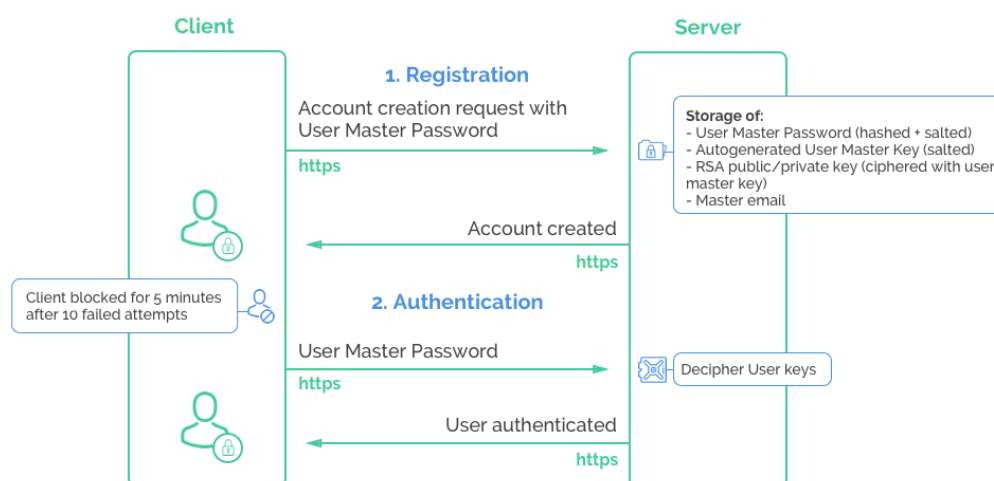 Client
Server
1. Registration
Account creation request with
User Master Password
https
Storage of:
- User Master Password (hashed + salted)
- Autogenerated User Master Key (salted)
- RSA public/private key (ciphered with user
master key)
- Master email
Account created
https
Client blocked for 5 minutes
after 10 failed attempts
2. Authentication
User Master Password
https
Decipher User keys
User authenticated
https